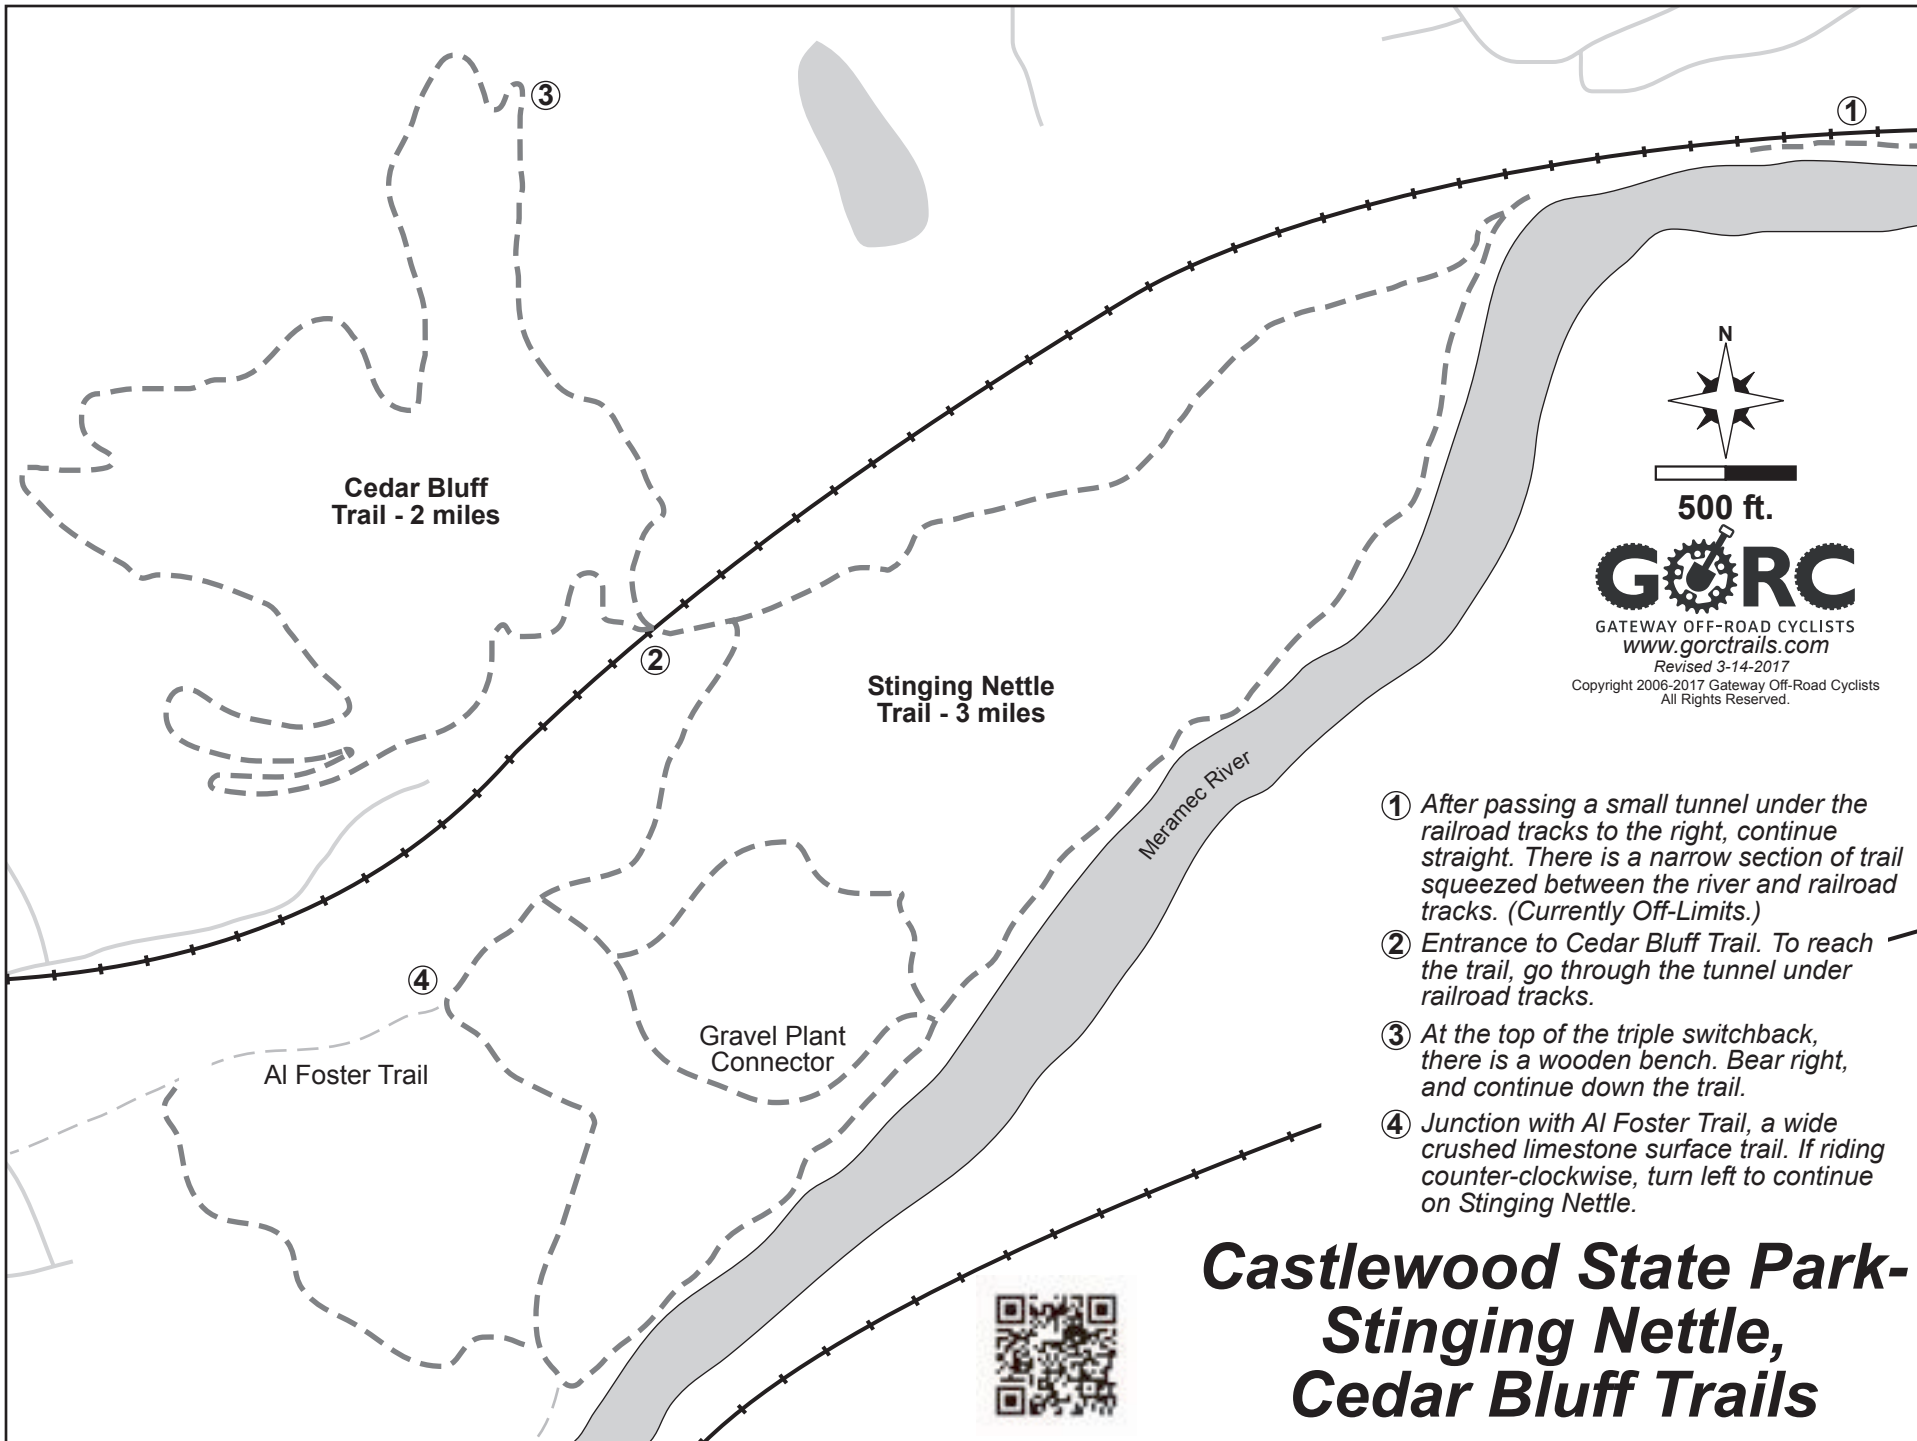 3
1
N
Cedar Bluff
Trail - 2 miles
500 ft.
GORC
GATEWAY OFF-ROAD CYCLISTS
www.gorctrails.com
Revised 3-14-2017
Copyright 2006-2017 Gateway Off-Road Cyclists
All Rights Reserved.
2
Stinging Nettle
Trail - 3 miles
Meramec River
4
Gravel Plant
Connector
Al Foster Trail
1 After passing a small tunnel under the
railroad tracks to the right, continue
straight. There is a narrow section of trail
squeezed between the river and railroad
tracks. (Currently Off-Limits.)
2 Entrance to Cedar Bluff Trail. To reach
the trail, go through the tunnel under
railroad tracks.
3 At the top of the triple switchback,
there is a wooden bench. Bear right,
and continue down the trail.
4 Junction with Al Foster Trail, a wide
crushed limestone surface trail. If riding
counter-clockwise, turn left to continue
on Stinging Nettle.
Castlewood State Park-
Stinging Nettle,
Cedar Bluff Trails